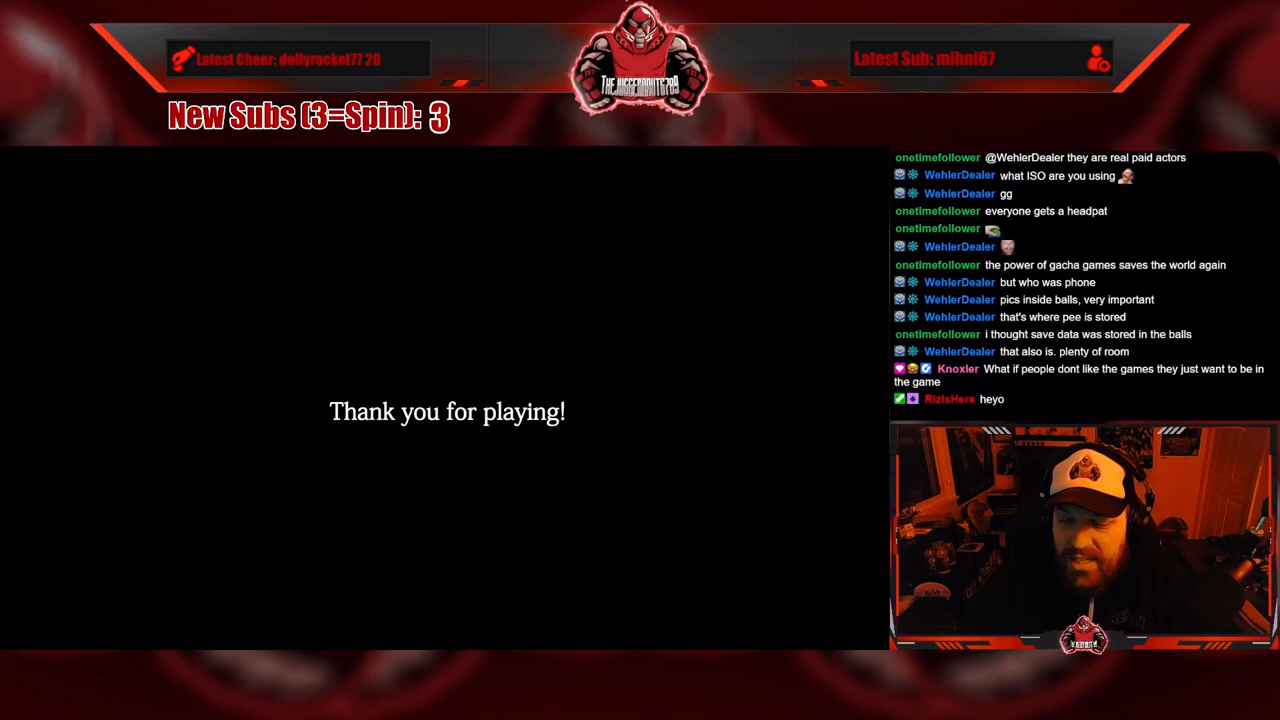 Latest Cheer: dollyrocket77 20
THEJUGGERNAUT6789
Latest Sub: mihni67
New Subs (3=Spin): 3
onetimefollower @WehlerDealer they are real paid actors
WehlerDealer what ISO are you using
WehlerDealer gg
onetimefollower everyone gets a headpat
onetimefollower
WehlerDealer
onetimefollower the power of gacha games saves the world again
WehlerDealer but who was phone
WehlerDealer pics inside balls, very important
WehlerDealer that's where pee is stored
onetimefollower i thought save data was stored in the balls
WehlerDealer that also is. plenty of room
Knoxler What if people dont like the games they just want to be in
the game
RizIsHere heyo
Thank you for playing!